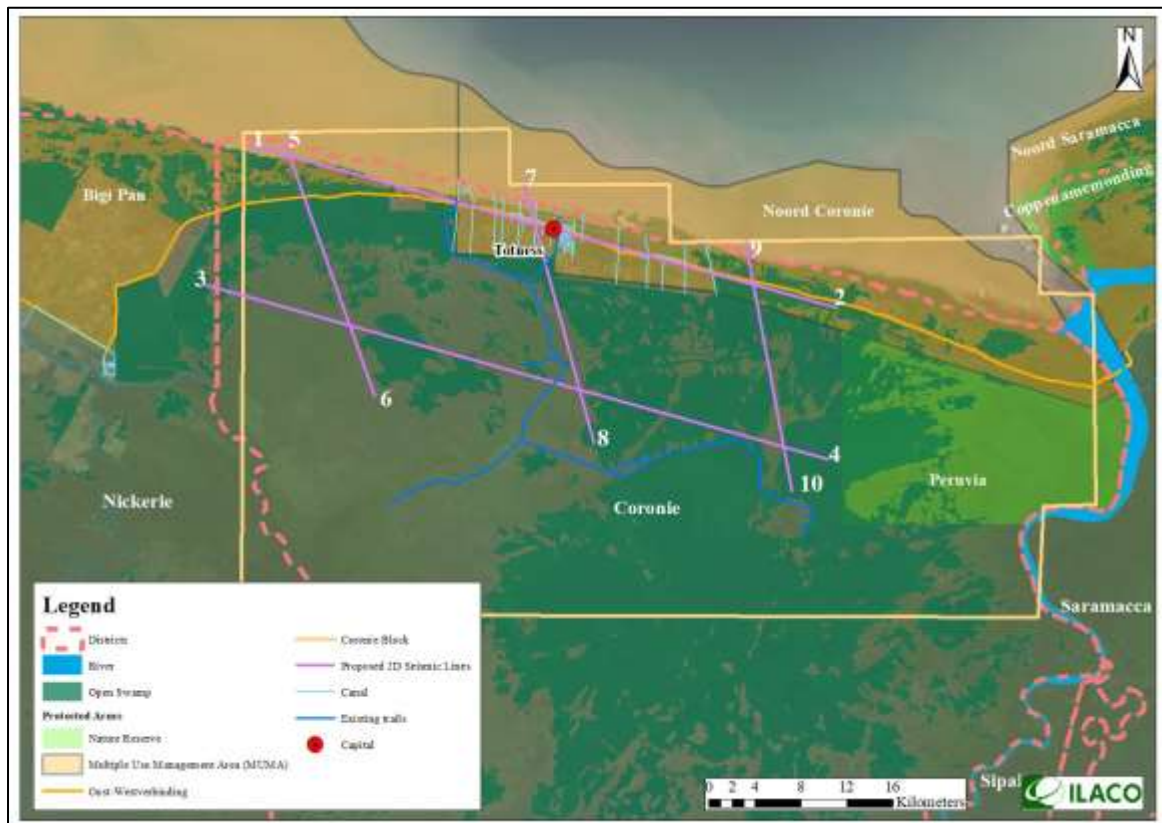 N
Noord Saramacca
Coppenamemonding
1 5
Bigi Pan
7
Noord Coronie
Totness
9
3
2
6
8
4
10
Peruvia
Nickerie
Coronie
Saramacca
Sipal
Legend
Districts
River
Open Swamp
Protected Areas
Nature Reserve
Multiple Use Management Area (MUMA)
Oost-Westverbinding
Coronie Block
Proposed 2D Seismic Lines
Canal
Existing trails
Capital
0 2 4 8 12 16
Kilometers
ILACO